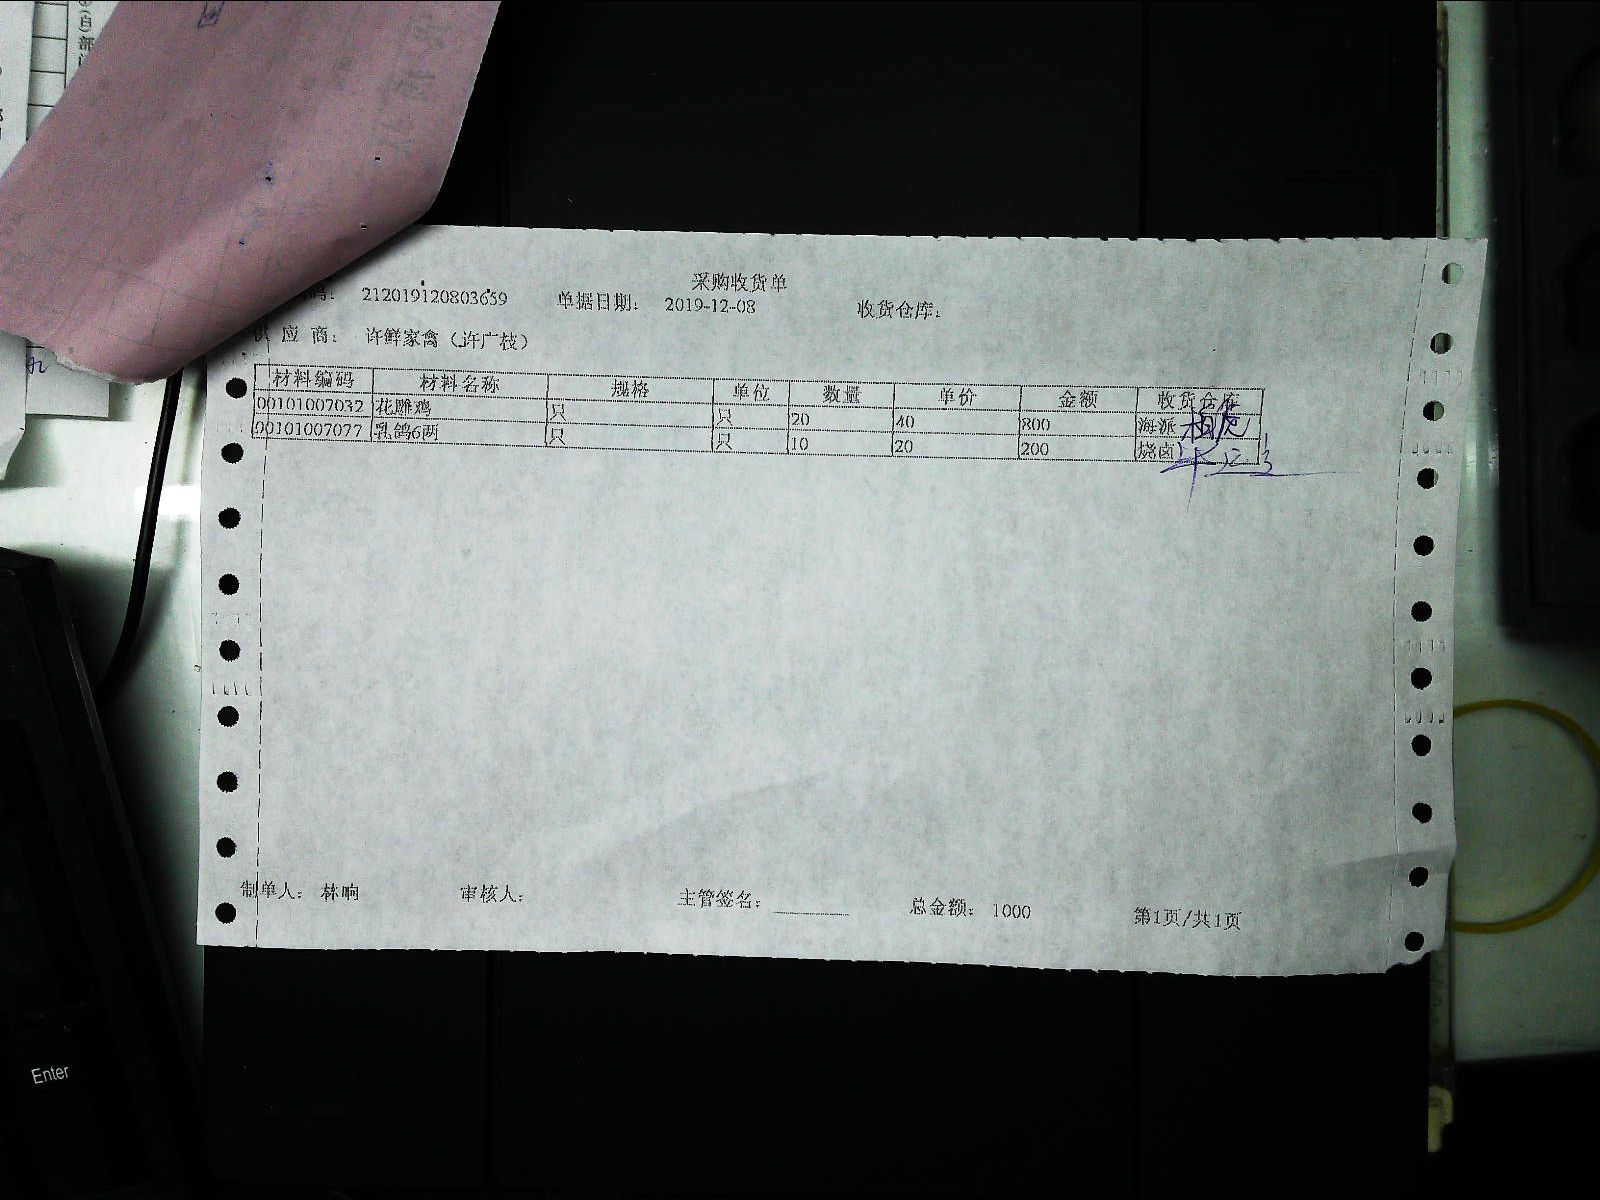 采购收货单
码： 212019120803659 单据日期： 2019-12-08 收货仓库：
供 应 商： 许鲜家禽（许广枝）
材料编码 材料名称 规格 单位 数量 单价 金额 收货仓库
00101007032 花雕鸡 只 只 20 40 800 海派
00101007077 乳鸽6两 只 只 10 20 200 烧卤
制单人： 林响 审核人： 主管签名： 总金额： 1000 第1页/共1页
Enter